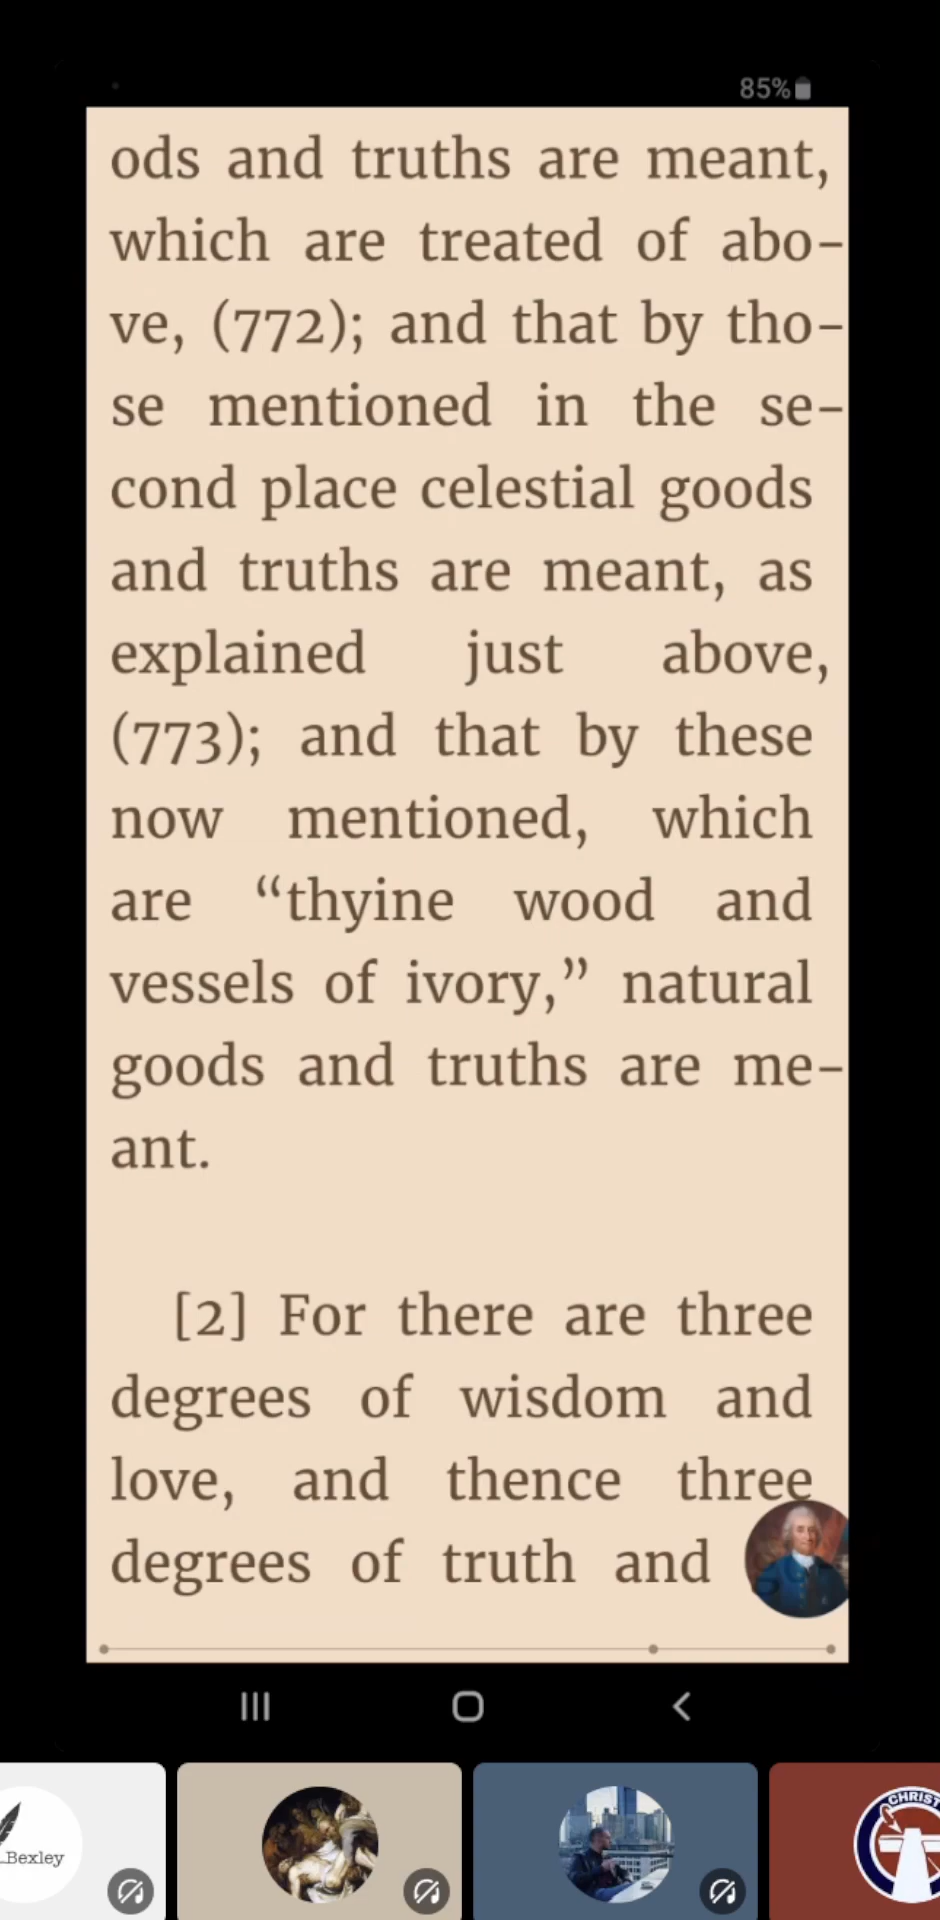 85%
ods and truths are meant,
which are treated of abo-
ve, (772); and that by tho-
se mentioned in the se-
cond place celestial goods
and truths are meant, as
explained just above,
(773); and that by these
now mentioned, which
are “thyine wood and
vessels of ivory,” natural
goods and truths are me-
ant.
[2] For there are three
degrees of wisdom and
love, and thence three
degrees of truth and
Bexley
CHRIST